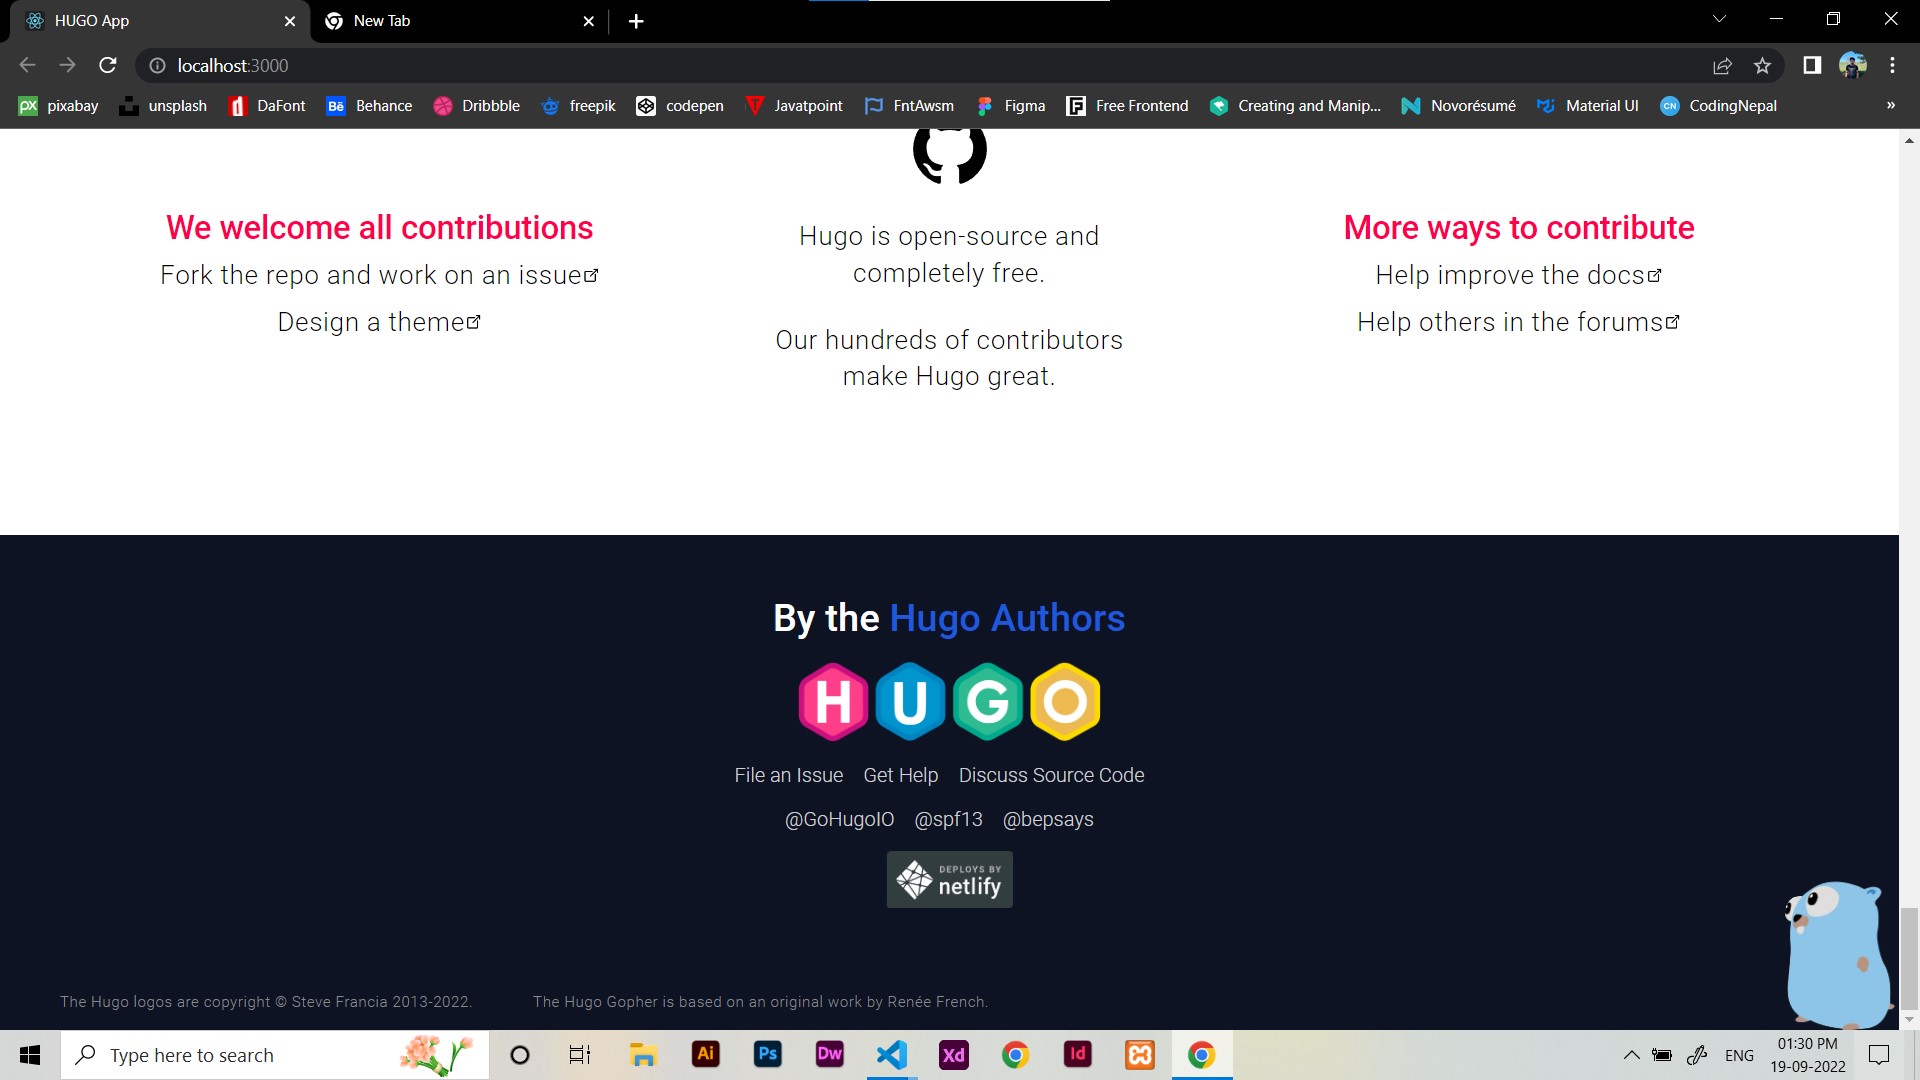 HUGO App
New Tab
localhost:3000
pixabay
unsplash
DaFont
Behance
Dribbble
freepik
codepen
Javatpoint
FntAwsm
Figma
Free Frontend
Creating and Manip...
Novorésumé
Material UI
CodingNepal
We welcome all contributions
Fork the repo and work on an issue
Design a theme
Hugo is open-source and
completely free.
Our hundreds of contributors
make Hugo great.
More ways to contribute
Help improve the docs
Help others in the forums
By the Hugo Authors
HUGO
File an Issue Get Help Discuss Source Code
@GoHugoIO @spf13 @bepsays
DEPLOYS BY
netlify
The Hugo logos are copyright © Steve Francia 2013-2022.
The Hugo Gopher is based on an original work by Renée French.
Type here to search
Ai
Ps
Dw
Xd
Id
ENG
01:30 PM
19-09-2022